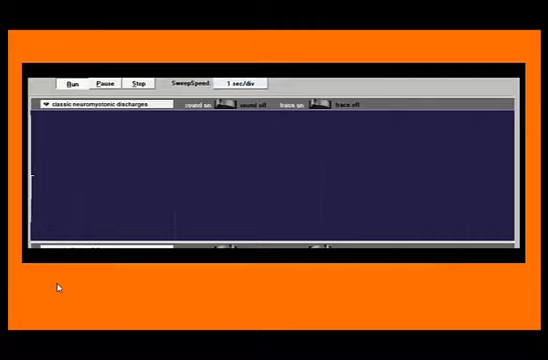 Run Pause Stop SweepSpeed: 1 sec/div
classic neuromyotonic discharges sound on sound off trace on trace off